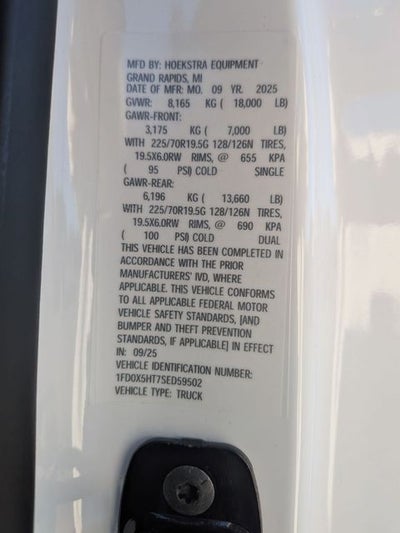 MFD BY: HOEKSTRA EQUIPMENT
GRAND RAPIDS, MI
DATE OF MFR: MO. 09 YR. 2025
GVWR: 8,165 KG ( 18,000 LB)
GAWR-FRONT:
3,175 KG ( 7,000 LB)
WITH 225/70R19.5G 128/126N TIRES,
19.5X6.0RW RIMS, @ 655 KPA
( 95 PSI) COLD SINGLE
GAWR-REAR:
6,196 KG ( 13,660 LB)
WITH 225/70R19.5G 128/126N TIRES,
19.5X6.0RW RIMS, @ 690 KPA
( 100 PSI) COLD DUAL
THIS VEHICLE HAS BEEN COMPLETED IN
ACCORDANCE WITH THE PRIOR
MANUFACTURERS' IVD, WHERE
APPLICABLE. THIS VEHICLE CONFORMS
TO ALL APPLICABLE FEDERAL MOTOR
VEHICLE SAFETY STANDARDS, [AND
BUMPER AND THEFT PREVENTION
STANDARDS, IF APPLICABLE] IN EFFECT
IN: 09/25
VEHICLE IDENTIFICATION NUMBER:
1FD0X5HT7SED59502
VEHICLE TYPE: TRUCK